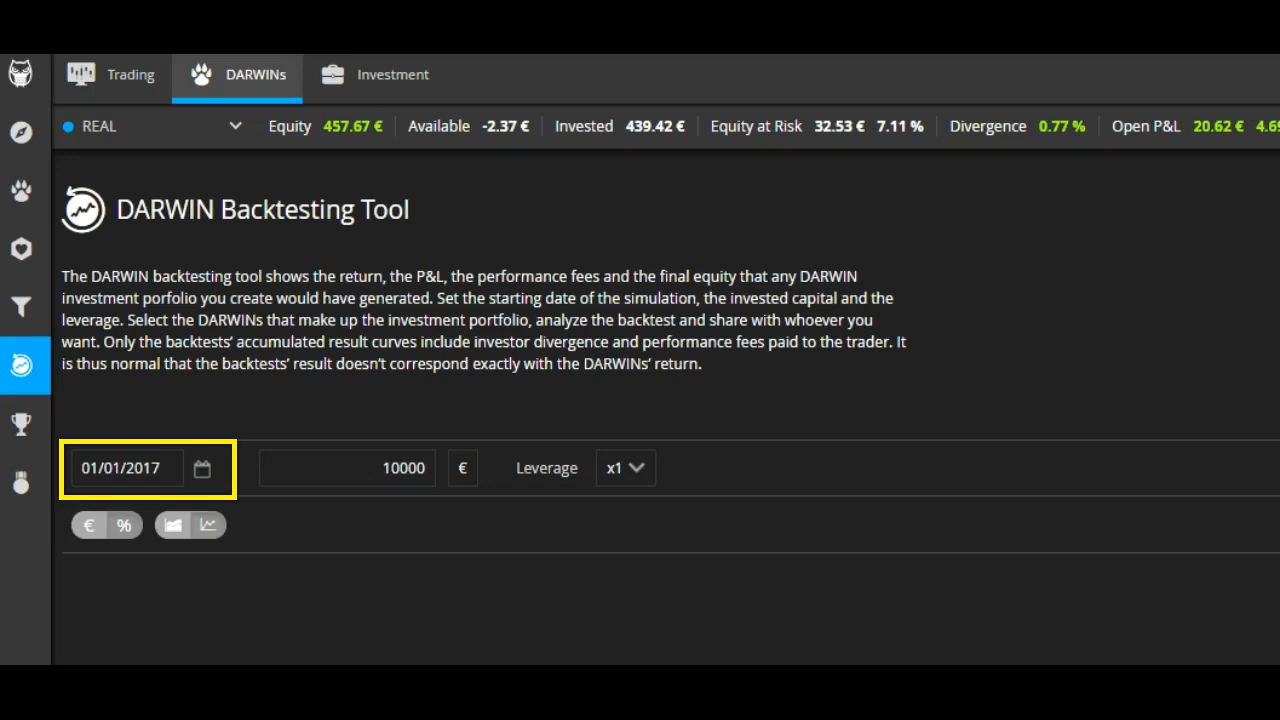 Trading DARWINs Investment
REAL Equity 457.67 € Available -2.37 € Invested 439.42 € Equity at Risk 32.53 € 7.11 % Divergence 0.77 % Open P&L 20.62 € 4.69
DARWIN Backtesting Tool
The DARWIN backtesting tool shows the return, the P&L, the performance fees and the final equity that any DARWIN
investment porfolio you create would have generated. Set the starting date of the simulation, the invested capital and the
leverage. Select the DARWINs that make up the investment portfolio, analyze the backtest and share with whoever you
want. Only the backtests’ accumulated result curves include investor divergence and performance fees paid to the trader. It
is thus normal that the backtests’ result doesn’t correspond exactly with the DARWINs’ return.
01/01/2017 10000 € Leverage x1
€ %